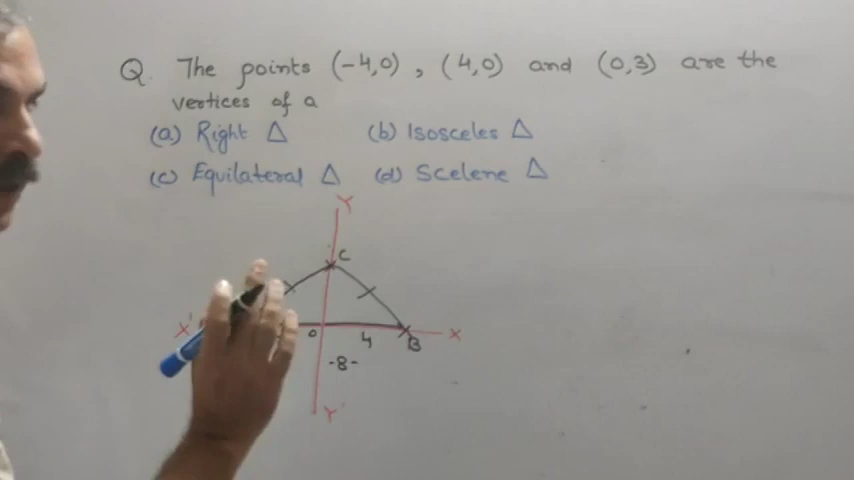 Q. The points (-4,0), (4,0) and (0,3) are the
vertices of a
(a) Right △ (b) Isosceles △
(c) Equilateral △ (d) Scelene △
Y
C
X' O 4 B X
-8-
Y'